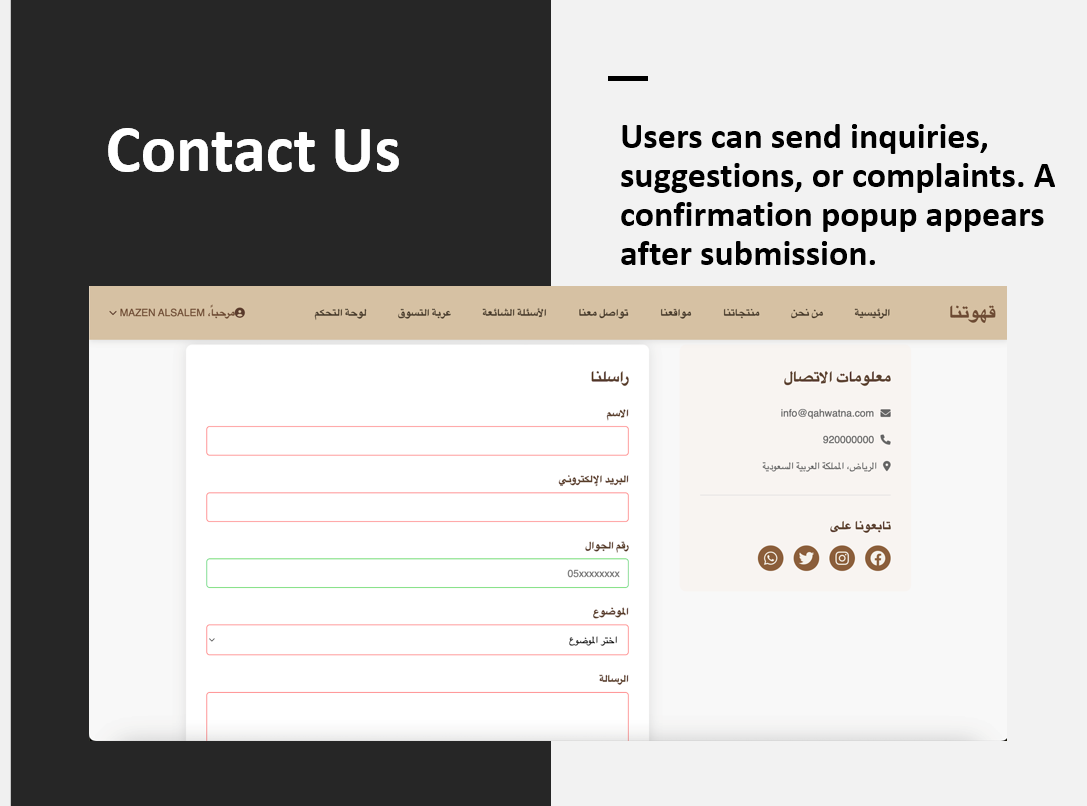 Contact Us
Users can send inquiries,
suggestions, or complaints. A
confirmation popup appears
after submission.
قهوتنا
الرئيسية
من نحن
منتجاتنا
مواقعنا
تواصل معنا
الأسئلة الشائعة
عربة التسوق
لوحة التحكم
مرحباً، MAZEN ALSALEM
معلومات الاتصال
info@qahwatna.com
920000000
الرياض، المملكة العربية السعودية
تابعونا على
راسلنا
الاسم
البريد الإلكتروني
رقم الجوال
05xxxxxxxx
الموضوع
اختر الموضوع
الرسالة